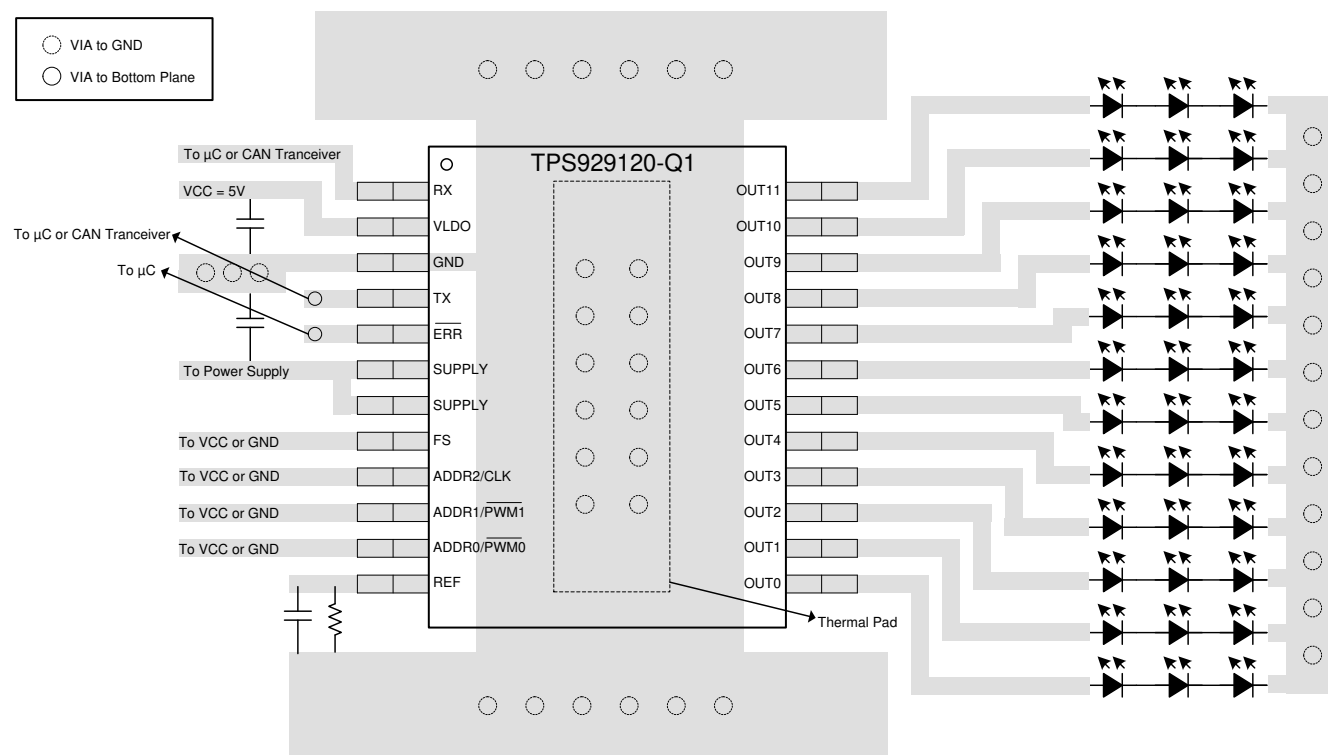 VIA to GND
VIA to Bottom Plane
TPS929120-Q1
To µC or CAN Tranceiver
VCC = 5V
To µC or CAN Tranceiver
To µC
To Power Supply
To VCC or GND
To VCC or GND
To VCC or GND
To VCC or GND
RX
VLDO
GND
TX
ERR
SUPPLY
SUPPLY
FS
ADDR2/CLK
ADDR1/PWM1
ADDR0/PWM0
REF
OUT11
OUT10
OUT9
OUT8
OUT7
OUT6
OUT5
OUT4
OUT3
OUT2
OUT1
OUT0
Thermal Pad